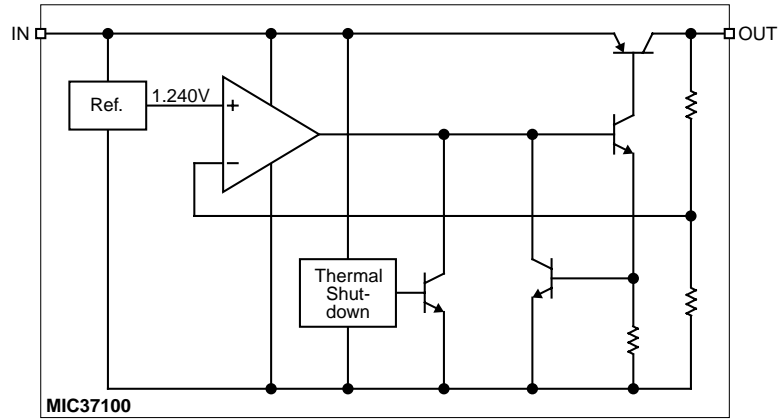 IN
OUT
Ref.
1.240V
+
−
Thermal
Shut-
down
MIC37100